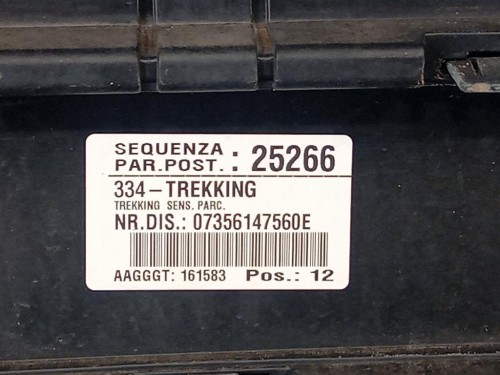 SEQUENZA
PAR.POST. : 25266
334-TREKKING
TREKKING SENS. PARC.
NR.DIS.: 07356147560E
AAGGGT: 161583 Pos.: 12